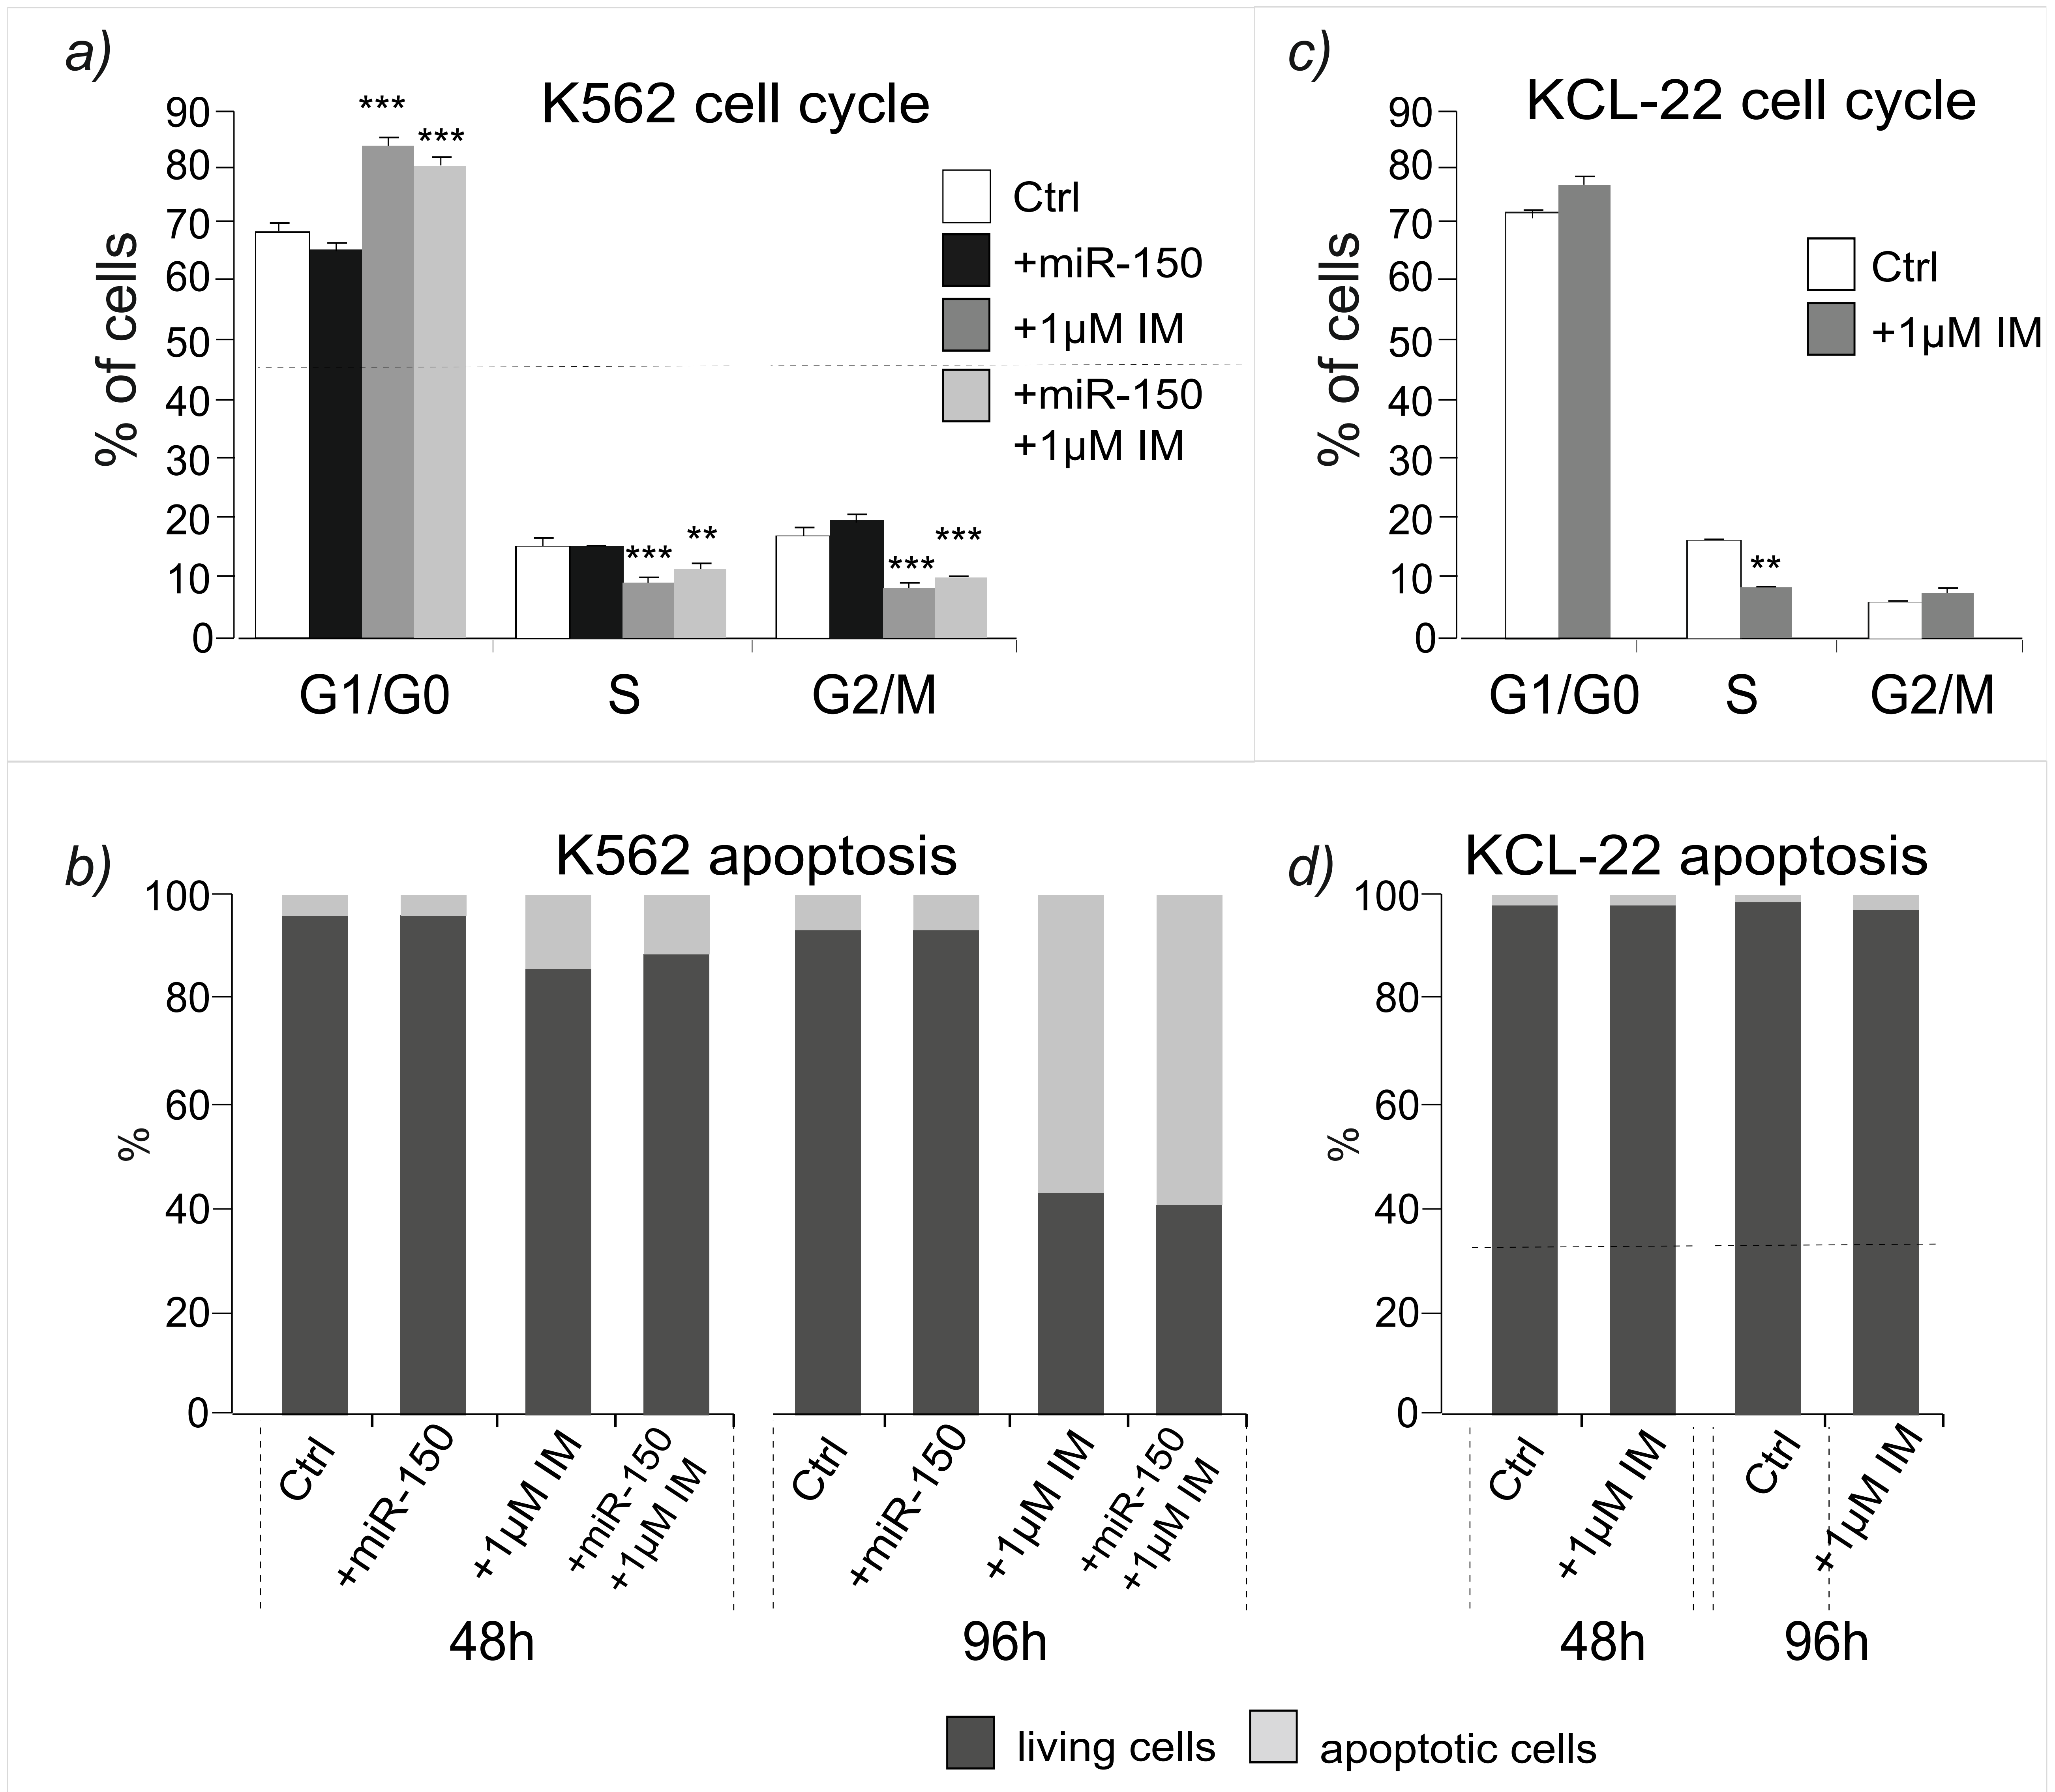 a)
K562 cell cycle
90
80
70
60
50
40
30
20
10
0
% of cells
***
***
***
**
***
***
Ctrl
+miR-150
+1µM IM
+miR-150
+1µM IM
G1/G0
S
G2/M
c)
KCL-22 cell cycle
90
80
70
60
50
40
30
20
10
0
% of cells
**
Ctrl
+1µM IM
G1/G0
S
G2/M
b)
K562 apoptosis
100
80
60
40
20
0
%
Ctrl
+miR-150
+1µM IM
+miR-150
+1µM IM
Ctrl
+miR-150
+1µM IM
+miR-150
+1µM IM
48h
96h
d)
KCL-22 apoptosis
100
80
60
40
20
0
%
Ctrl
+1µM IM
Ctrl
+1µM IM
48h
96h
living cells
apoptotic cells